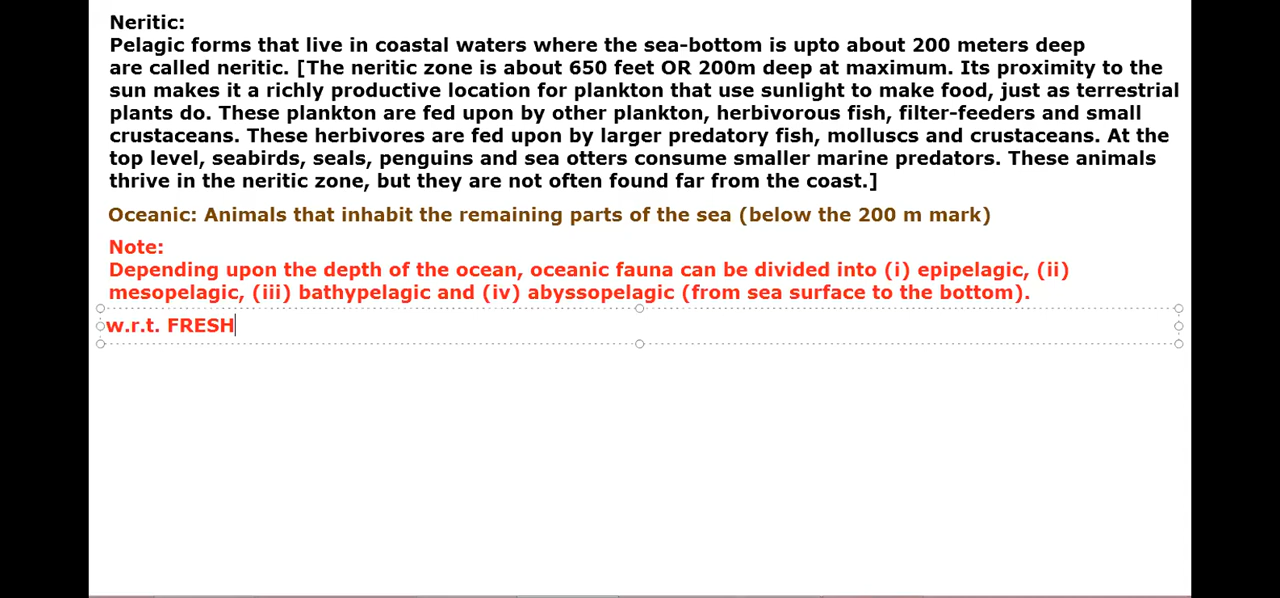 Neritic:
Pelagic forms that live in coastal waters where the sea-bottom is upto about 200 meters deep
are called neritic. [The neritic zone is about 650 feet OR 200m deep at maximum. Its proximity to the
sun makes it a richly productive location for plankton that use sunlight to make food, just as terrestrial
plants do. These plankton are fed upon by other plankton, herbivorous fish, filter-feeders and small
crustaceans. These herbivores are fed upon by larger predatory fish, molluscs and crustaceans. At the
top level, seabirds, seals, penguins and sea otters consume smaller marine predators. These animals
thrive in the neritic zone, but they are not often found far from the coast.]
Oceanic: Animals that inhabit the remaining parts of the sea (below the 200 m mark)
Note:
Depending upon the depth of the ocean, oceanic fauna can be divided into (i) epipelagic, (ii)
mesopelagic, (iii) bathypelagic and (iv) abyssopelagic (from sea surface to the bottom).
w.r.t. FRESH